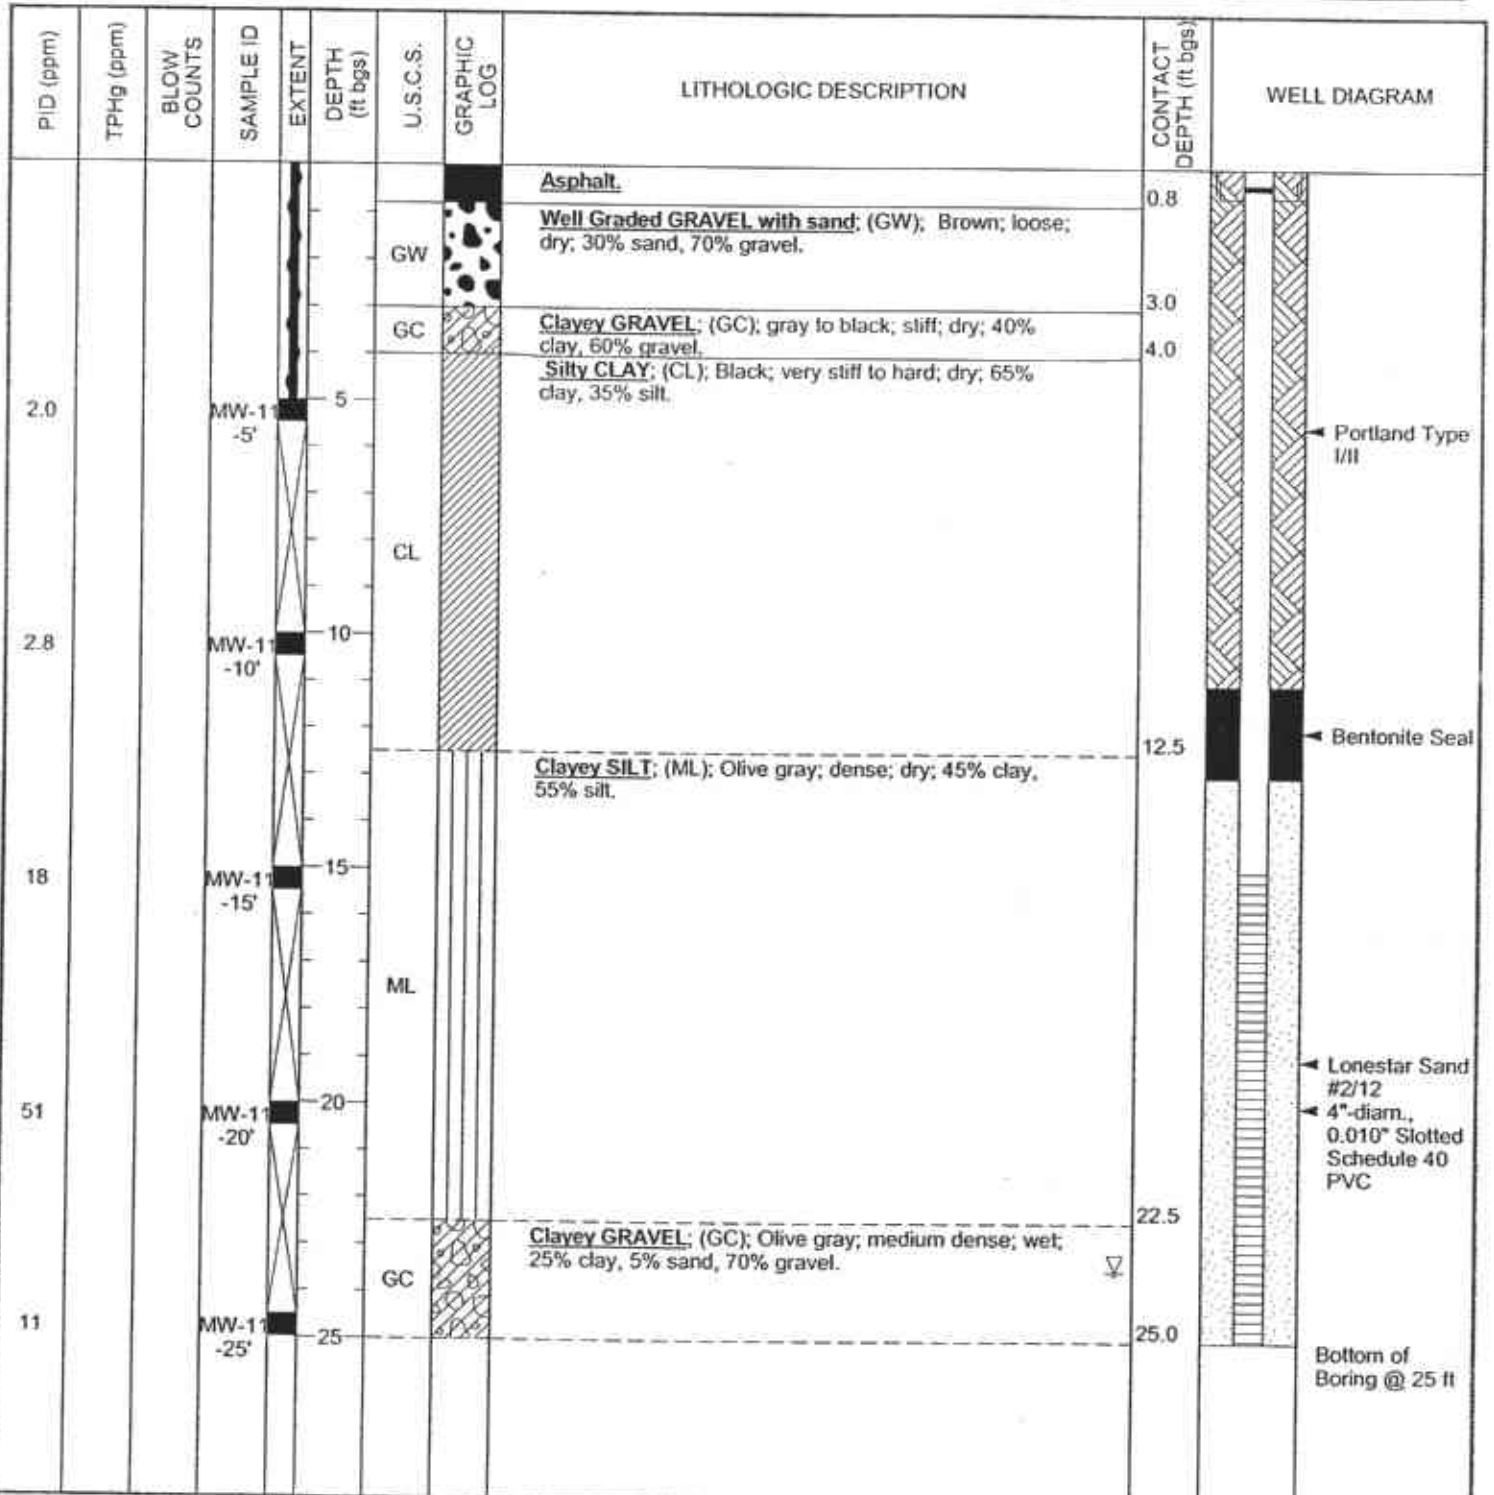 PID (ppm)
TPHg (ppm)
BLOW
COUNTS
SAMPLE ID
EXTENT
DEPTH
(ft bgs)
U.S.C.S.
GRAPHIC
LOG
LITHOLOGIC DESCRIPTION
CONTACT
DEPTH (ft bgs)
WELL DIAGRAM
Asphalt.
0.8
GW
Well Graded GRAVEL with sand; (GW); Brown; loose;
dry; 30% sand, 70% gravel.
3.0
GC
Clayey GRAVEL; (GC); gray to black; stiff; dry; 40%
clay, 60% gravel.
4.0
Silty CLAY; (CL); Black; very stiff to hard; dry; 65%
clay, 35% silt.
2.0
MW-11
-5'
5
Portland Type
I/II
CL
2.8
MW-11
-10'
10
Bentonite Seal
12.5
Clayey SILT; (ML); Olive gray; dense; dry; 45% clay,
55% silt.
18
MW-11
-15'
15
ML
Lonestar Sand
#2/12
4"-diam.,
0.010" Slotted
Schedule 40
PVC
51
MW-11
-20'
20
22.5
Clayey GRAVEL; (GC); Olive gray; medium dense; wet;
25% clay, 5% sand, 70% gravel.
GC
11
MW-11
-25'
25
25.0
Bottom of
Boring @ 25 ft